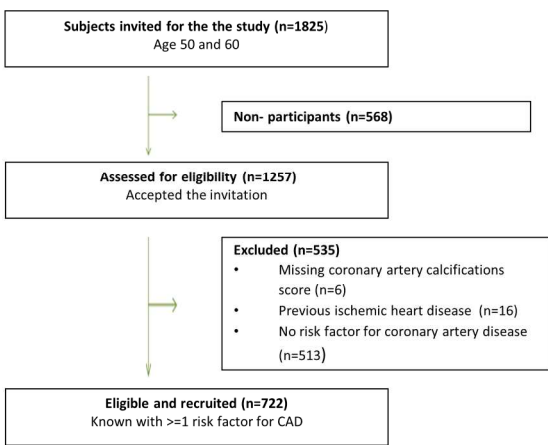 Subjects invited for the the study (n=1825)
Age 50 and 60
Non- participants (n=568)
Assessed for eligibility (n=1257)
Accepted the invitation
Excluded (n=535)
• Missing coronary artery calcifications
score (n=6)
• Previous ischemic heart disease (n=16)
• No risk factor for coronary artery disease
(n=513)
Eligible and recruited (n=722)
Known with >=1 risk factor for CAD